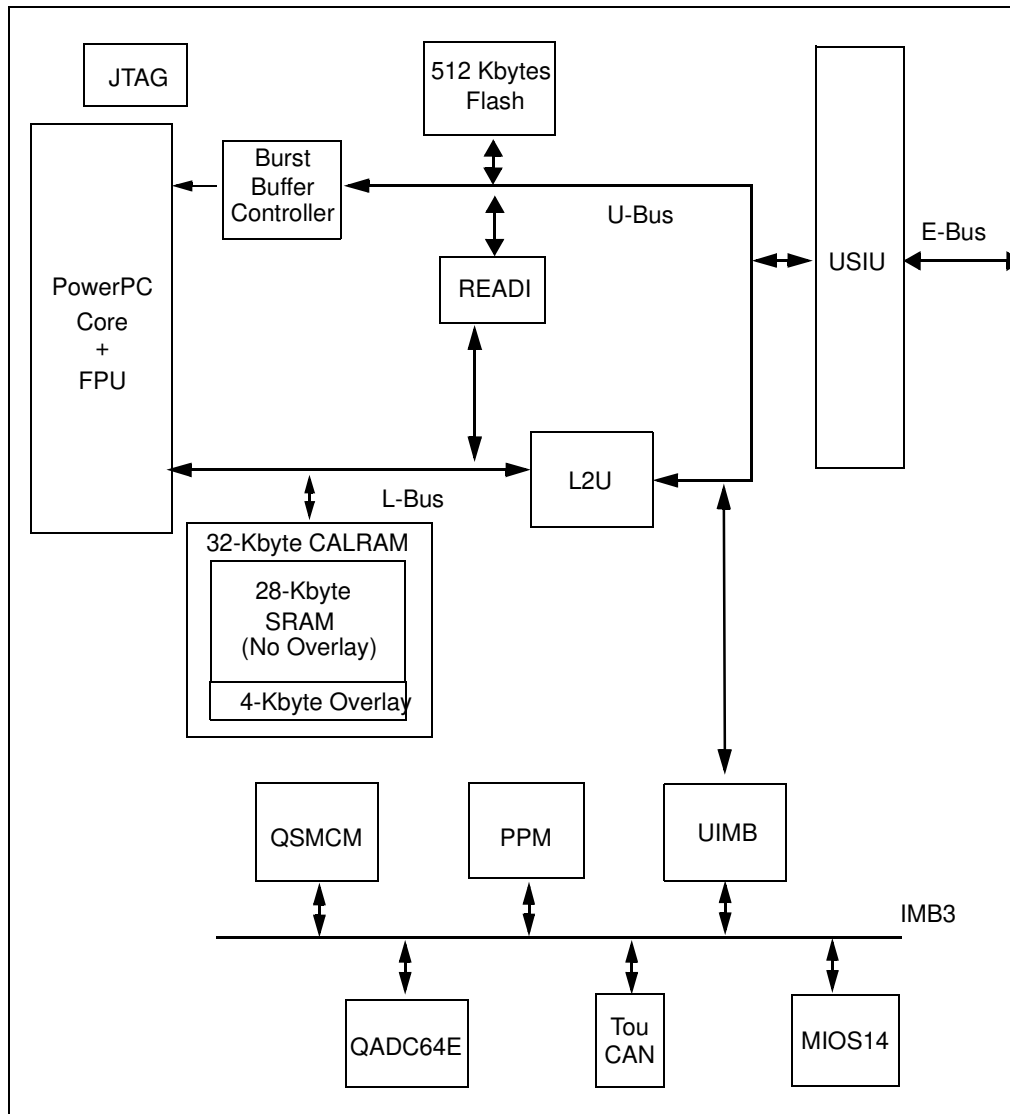 JTAG
512 Kbytes
Flash
Burst
Buffer
Controller
U-Bus
E-Bus
USIU
PowerPC
Core
+
FPU
READI
L2U
L-Bus
32-Kbyte CALRAM
28-Kbyte
SRAM
(No Overlay)
4-Kbyte Overlay
QSMCM
PPM
UIMB
IMB3
QADC64E
Tou
CAN
MIOS14